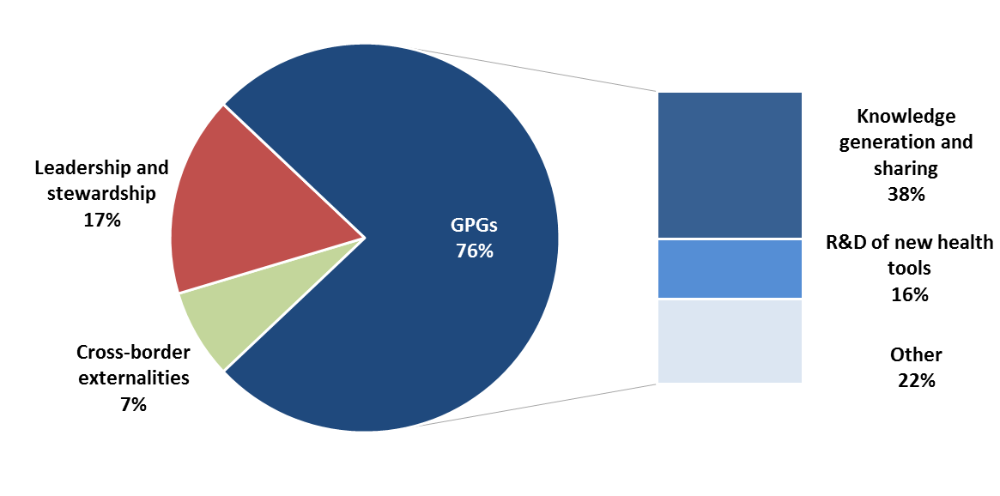 Leadership and
stewardship
17%
Cross-border
externalities
7%
GPGs
76%
Knowledge
generation and
sharing
38%
R&D of new health
tools
16%
Other
22%